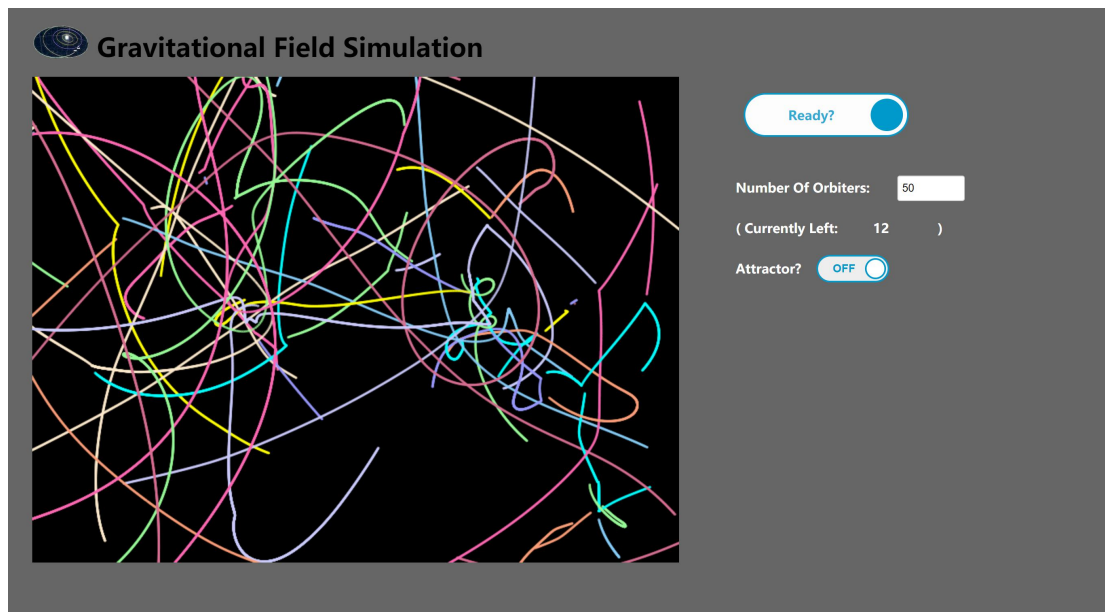 Gravitational Field Simulation
Ready?
Number Of Orbiters: 50
( Currently Left: 12 )
Attractor? OFF